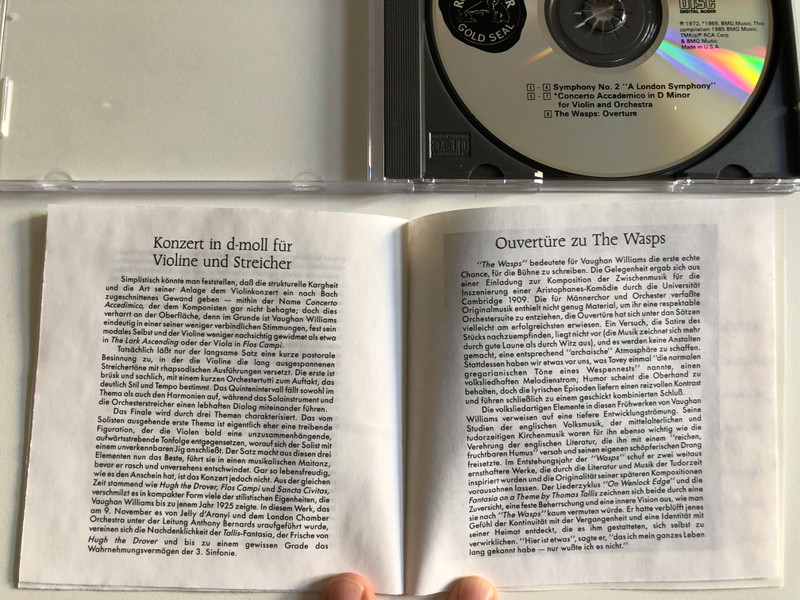 GOLD SEAL
DISC
DIGITAL AUDIO
℗ 1972, *1969, BMG Music, This
compilation 1985 BMG Music.
TMK(s)® RCA Corp.
& BMG Music.
Made in U.S.A.
1 - 4 Symphony No. 2 "A London Symphony"
5 - 7 *Concerto Accademico in D Minor
for Violin and Orchestra
8 The Wasps: Overture
Konzert in d-moll für
Violine und Streicher
Simplistisch könnte man feststellen, daß die strukturelle Kargheit
und die Art seiner Anlage dem Violinkonzert ein nach Bach
zugeschnittenes Gewand geben — mithin der Name Concerto
Accedimico, der dem Komponisten gar nicht behagte; doch dies
verharrt an der Oberfläche, denn im Grunde ist Vaughan Williams
eindeutig in einer seiner weniger verbindlichen Stimmungen, fest sein
modales Selbst und der Violine weniger nachsichtig gewidmet als etwa
in The Lark Ascending oder der Viola in Flos Campi.
Tatsächlich läßt nur der langsame Satz eine kurze pastorale
Besinnung zu, in der die Violine die lang ausgesponnenen
Streichertöne mit rhapsodischen Ausführungen versetzt. Die erste ist
brüsk und sachlich, mit einem kurzen Orchestertutti zum Auftakt, das
deutlich Stil und Tempo bestimmt. Das Quintenintervall fällt sowohl im
Thema als auch den Harmonien auf, während das Soloinstrument und
die Orchesterstreicher einen lebhaften Dialog miteinander führen.
Das Finale wird durch drei Themen charakterisiert. Das vom
Solisten ausgehende erste Thema ist eigentlich eher eine treibende
Figuration, der die Violen bald eine unzusammenhängende,
aufwärtsstrebende Tonfolge entgegensetzen, worauf sich der Solist mit
einem unverkennbaren Jig anschließt. Der Satz macht aus diesen drei
Elementen nun das Beste, führt sie in einen musikalischen Maitanz,
bevor er rasch und unversehens entschwindet. Gar so lebensfreudig,
wie es den Anschein hat, ist das Konzert jedoch nicht. Aus der gleichen
Zeit stammend wie Hugh the Drover, Flos Campi und Sancta Civitas,
verschmilzt es in kompakter Form viele der stilistischen Eigenheiten, die
Vaughan Williams bis zu jenem Jahr 1925 zeigte. In diesem Werk, das
am 9. November es von Jelly d'Aranyi und dem London Chamber
Orchestra unter der Leitung Anthony Bernards uraufgeführt wurde,
vereinen sich die Nachdenklichkeit der Tallis-Fantasia, der Frische von
Hugh the Drover und bis zu einem gewissen Grade das
Wahrnehmungsvermögen der 3. Sinfonie.
Ouvertüre zu The Wasps
"The Wasps" bedeutete für Vaughan Williams die erste echte
Chance, für die Bühne zu schreiben. Die Gelegenheit ergab sich aus
einer Einladung zur Komposition der Zwischenmusik für die
Inszenierung einer Aristophanes-Komödie durch die Universität
Cambridge 1909. Die für Männerchor und Orchester verfaßte
Originalmusik enthielt nicht genug Material, um ihr eine respektable
Orchestersuite zu entziehen, die Ouvertüre hat sich unter den Sätzen
vielleicht am erfolgreichsten erwiesen. Ein Versuch, die Satire des
Stücks nachzuempfinden, liegt nicht vor (die Musik zeichnet sich mehr
durch gute Laune als durch Witz aus), und es werden keine Anstalten
gemacht, eine entsprechend "archaische" Atmosphäre zu schaffen.
Stattdessen haben wir etwas vor uns, was Tovey einmal "die normalen
gregorianischen Töne eines Wespennests" nannte, einen
volksliedhaften Melodienstrom; Humor scheint die Oberhand zu
behalten, doch die lyrischen Episoden liefern einen reizvollen Kontrast
und führen schließlich zu einem geschickt kombinierten Schluß.
Die volksliedartigen Elemente in diesen Frühwerken von Vaughan
Williams verweisen auf eine tiefere Entwicklungströmung. Seine
Studien der englischen Volksmusik, der mittelalterlichen und
tudorzeitigen Kirchenmusik waren für ihn ebenso wichtig wie die
Verehrung der englischen Literatur, die ihn mit einem "reichen,
fruchtbaren Humus" versah und seinen eigenen schöpferischen Drang
freisetzte. Im Entstehungsjahr der "Wasps" schuf er zwei weitaus
ernsthaftere Werke, die durch die Literatur und Musik der Tudorzeit
inspiriert wurden und die Originalität seiner späteren Kompositionen
vorausahnen lassen. Der Liederzyklus "On Wenlock Edge" und die
Fantasia on a Theme by Thomas Tallis zeichnen sich beide durch eine
Zuversicht, eine feste Beherrschung und eine innere Vision aus, wie man
sie nach "The Wasps" kaum vermuten würde. Er hatte verblüfft jenes
Gefühl der Kontinuität mit der Vergangenheit und eine Identität mit
seiner Heimat entdeckt, die es ihm gestatteten, sich selbst zu
verwirklichen. "Hier ist etwas", sagte er, "das ich mein ganzes Leben
lang gekannt habe — nur wußte ich es nicht."